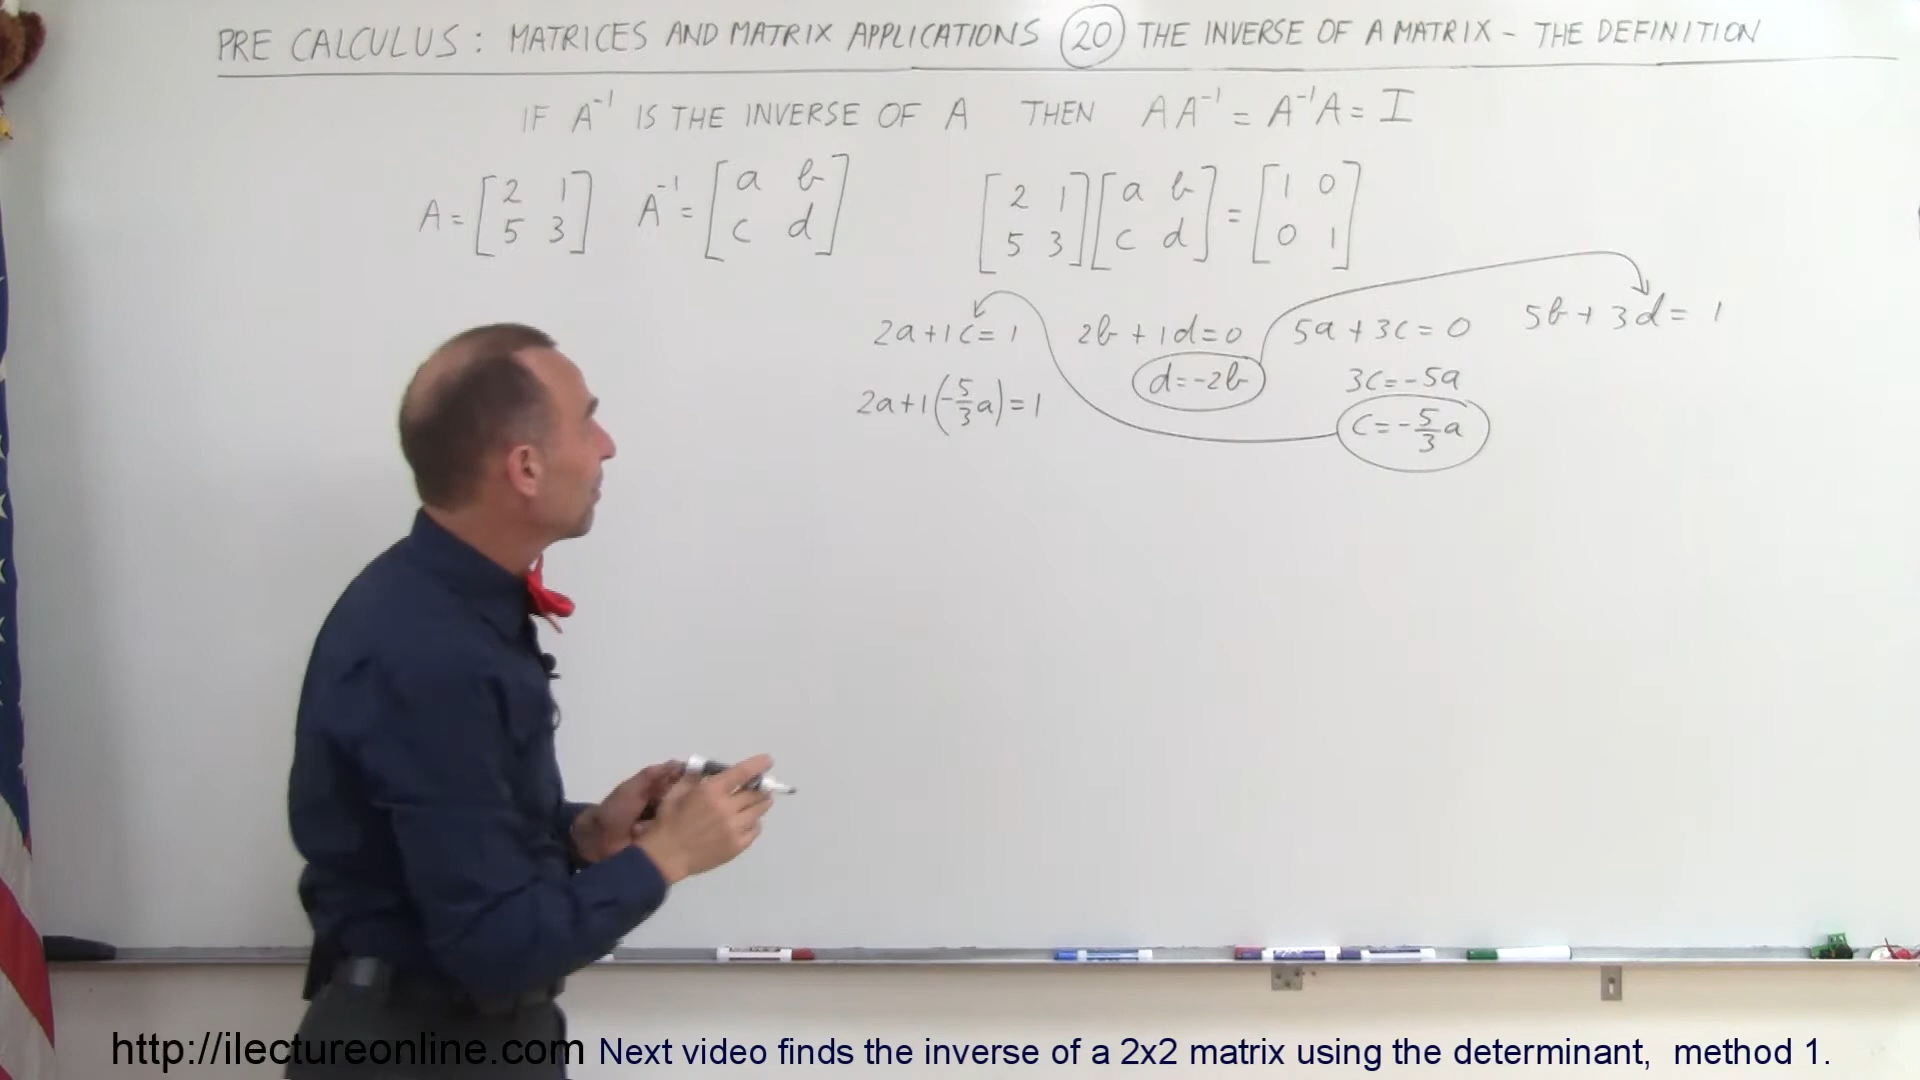 PRE CALCULUS: MATRICES AND MATRIX APPLICATIONS 20 THE INVERSE OF A MATRIX - THE DEFINITION
IF A⁻¹ IS THE INVERSE OF A THEN A A⁻¹ = A⁻¹A = I
A = [2 1; 5 3] A⁻¹ = [a b; c d] [2 1; 5 3] [a b; c d] = [1 0; 0 1]
2a + 1c = 1 2b + 1d = 0 5a + 3c = 0 5b + 3d = 1
d = -2b 3c = -5a
2a + 1(-5/3 a) = 1 c = -5/3 a
http://ilectureonline.com Next video finds the inverse of a 2x2 matrix using the determinant, method 1.